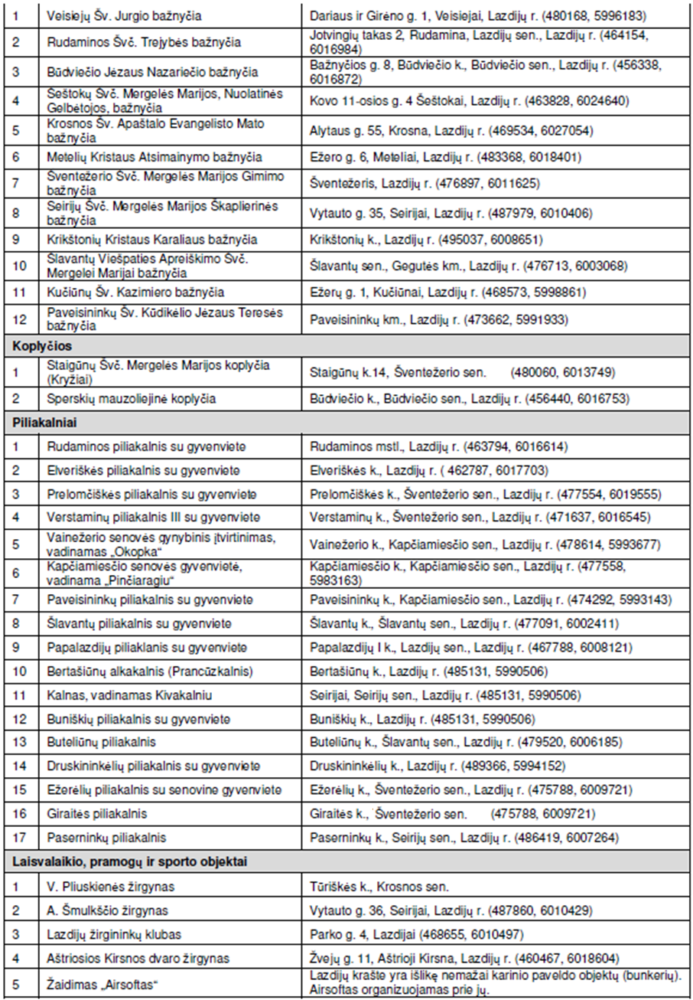 1 Veisiejų Šv. Jurgio bažnyčia Dariaus ir Girėno g. 1, Veisiejai, Lazdijų r. (480168, 5996183)
2 Rudaminos Švč. Trejybės bažnyčia Jotvingių takas 2, Rudamina, Lazdijų sen., Lazdijų r. (464154,
6016984)
3 Būdviečio Jėzaus Nazariečio bažnyčia Bažnyčios g. 8, Būdviečio k., Būdviečio sen., Lazdijų r. (456338,
6016872)
4 Šeštokų Švč. Mergelės Marijos, Nuolatinės
Gelbėtojos, bažnyčia Kovo 11-osios g. 4 Šeštokai, Lazdijų r. (463828, 6024640)
5 Krosnos Šv. Apaštalo Evangelisto Mato
bažnyčia Alytaus g. 55, Krosna, Lazdijų r. (469534, 6027054)
6 Metelių Kristaus Atsimainymo bažnyčia Ežero g. 6, Meteliai, Lazdijų r. (483368, 6018401)
7 Šventežerio Švč. Mergelės Marijos Gimimo
bažnyčia Šventežeris, Lazdijų r. (476897, 6011625)
8 Seirijų Švč. Mergelės Marijos Škaplierinės
bažnyčia Vytauto g. 35, Seirijai, Lazdijų r. (487979, 6010406)
9 Krikštonių Kristaus Karaliaus bažnyčia Krikštonių k., Lazdijų r. (495037, 6008651)
10 Šlavantų Viešpaties Apreiškimo Švč.
Mergelei Marijai bažnyčia Šlavantų sen., Gegutės km., Lazdijų r. (476713, 6003068)
11 Kučiūnų Šv. Kazimiero bažnyčia Ežerų g. 1, Kučiūnai, Lazdijų r. (468573, 5998861)
12 Paveisininkų Šv. Kūdikėlio Jėzaus Teresės
bažnyčia Paveisininkų km., Lazdijų r. (473662, 5991933)
Koplyčios
1 Staigūnų Švč. Mergelės Marijos koplyčia
(Kryžiai) Staigūnų k.14, Šventežerio sen. (480060, 6013749)
2 Sperskių mauzoliejinė koplyčia Būdviečio k., Būdviečio sen., Lazdijų r. (456440, 6016753)
Piliakalniai
1 Rudaminos piliakalnis su gyvenviete Rudaminos mstl., Lazdijų r. (463794, 6016614)
2 Elveriškės piliakalnis su gyvenviete Elveriškės k., Lazdijų r. ( 462787, 6017703)
3 Prelomčiškės piliakalnis su gyvenviete Prelomčiškės k., Šventežerio sen., Lazdijų r. (477554, 6019555)
4 Verstaminų piliakalnis III su gyvenviete Verstaminų k., Šventežerio sen., Lazdijų r. (471637, 6016545)
5 Vainežerio senovės gynybinis įtvirtinimas,
vadinamas „Okopka“ Vainežerio k., Kapčiamiesčio sen., Lazdijų r. (478614, 5993677)
6 Kapčiamiesčio senovės gyvenvietė,
vadinama „Pinčiaragiu“ Kapčiamiesčio k., Kapčiamiesčio sen., Lazdijų r. (477558,
5983163)
7 Paveisininkų piliakalnis su gyvenviete Paveisininkų k., Kapčiamiesčio sen., Lazdijų r. (474292, 5993143)
8 Šlavantų piliakalnis su gyvenviete Šlavantų k., Šlavantų sen., Lazdijų r. (477091, 6002411)
9 Papalazdijų piliaklanis su gyvenviete Papalazdijų I k., Lazdijų sen., Lazdijų r. (467788, 6008121)
10 Bertašiūnų alkakalnis (Prancūzkalnis) Bertašiūnų k., Lazdijų r. (485131, 5990506)
11 Kalnas, vadinamas Kivakalniu Seirijai, Seirijų sen., Lazdijų r. (485131, 5990506)
12 Buniškių piliakalnis su gyvenviete Buniškių k., Lazdijų r. (485131, 5990506)
13 Buteliūnų piliakalnis Buteliūnų k., Šlavantų sen., Lazdijų r. (479520, 6006185)
14 Druskininkėlių piliakalnis su gyvenviete Druskininkėlių k., Lazdijų r. (489366, 5994152)
15 Ežerėlių piliakalnis su senovine gyvenviete Ežerėlių k., Šventežerio sen., Lazdijų r. (475788, 6009721)
16 Giraitės piliakalnis Giraitės k., Šventežerio sen. (475788, 6009721)
17 Paserninkų piliakalnis Paserninkų k., Seirijų sen., Lazdijų r. (486419, 6007264)
Laisvalaikio, pramogų ir sporto objektai
1 V. Pliuskienės žirgynas Tūriškės k., Krosnos sen.
2 A. Šmulkščio žirgynas Vytauto g. 36, Seirijai, Lazdijų r. (487860, 6010429)
3 Lazdijų žirgininkų klubas Parko g. 4, Lazdijai (468655, 6010497)
4 Aštriosios Kirsnos dvaro žirgynas Žvejų g. 11, Aštrioji Kirsna, Lazdijų r. (460467, 6018604)
5 Žaidimas „Airsoftas“ Lazdijų krašte yra išlikę nemažai karinio paveldo objektų (bunkerių).
Airsoftas organizuojamas prie jų.